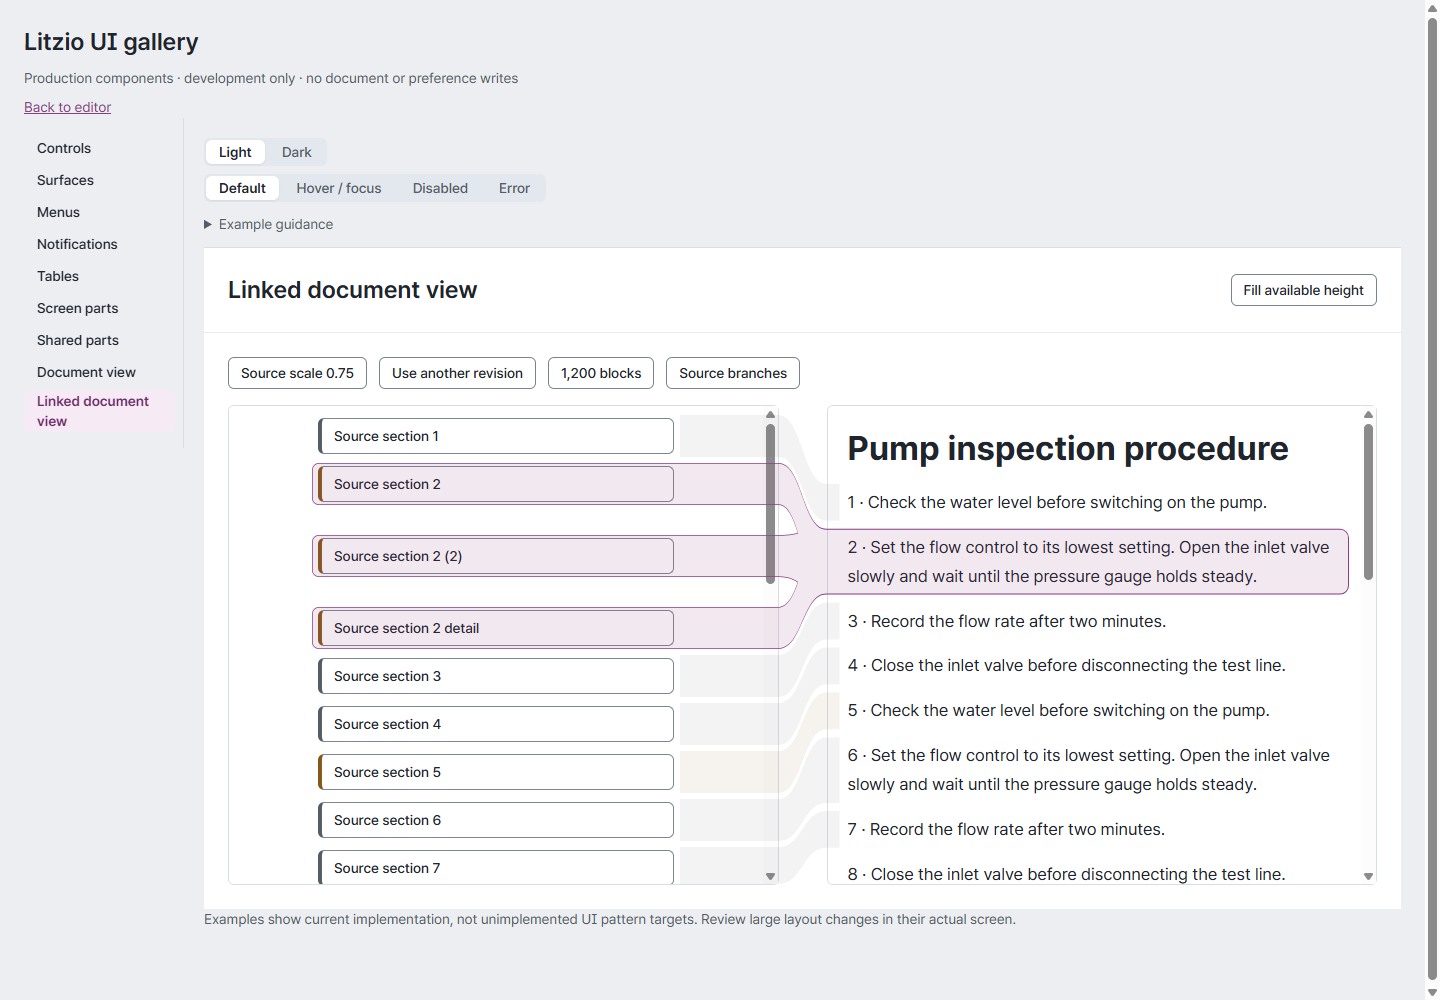 Litzio UI gallery
Production components · development only · no document or preference writes
Back to editor
Controls
Surfaces
Menus
Notifications
Tables
Screen parts
Shared parts
Document view
Linked document
view
Light Dark
Default Hover / focus Disabled Error
Example guidance
Linked document view
Fill available height
Source scale 0.75 Use another revision 1,200 blocks Source branches
Source section 1
Source section 2
Source section 2 (2)
Source section 2 detail
Source section 3
Source section 4
Source section 5
Source section 6
Source section 7
Pump inspection procedure
1 · Check the water level before switching on the pump.
2 · Set the flow control to its lowest setting. Open the inlet valve
slowly and wait until the pressure gauge holds steady.
3 · Record the flow rate after two minutes.
4 · Close the inlet valve before disconnecting the test line.
5 · Check the water level before switching on the pump.
6 · Set the flow control to its lowest setting. Open the inlet valve
slowly and wait until the pressure gauge holds steady.
7 · Record the flow rate after two minutes.
8 · Close the inlet valve before disconnecting the test line.
Examples show current implementation, not unimplemented UI pattern targets. Review large layout changes in their actual screen.